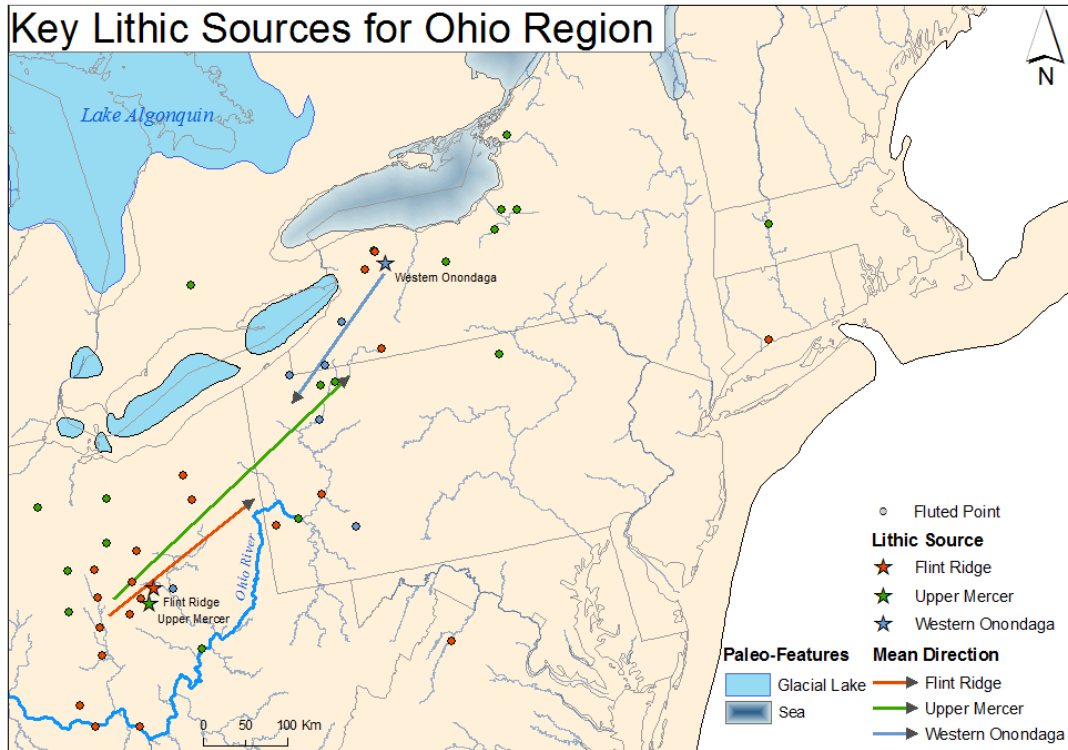 Key Lithic Sources for Ohio Region
N
Lake Algonquin
Western Onondaga
Ohio River
Flint Ridge
Upper Mercer
0 50 100 Km
Fluted Point
Lithic Source
Flint Ridge
Upper Mercer
Western Onondaga
Paleo-Features
Glacial Lake
Sea
Mean Direction
Flint Ridge
Upper Mercer
Western Onondaga